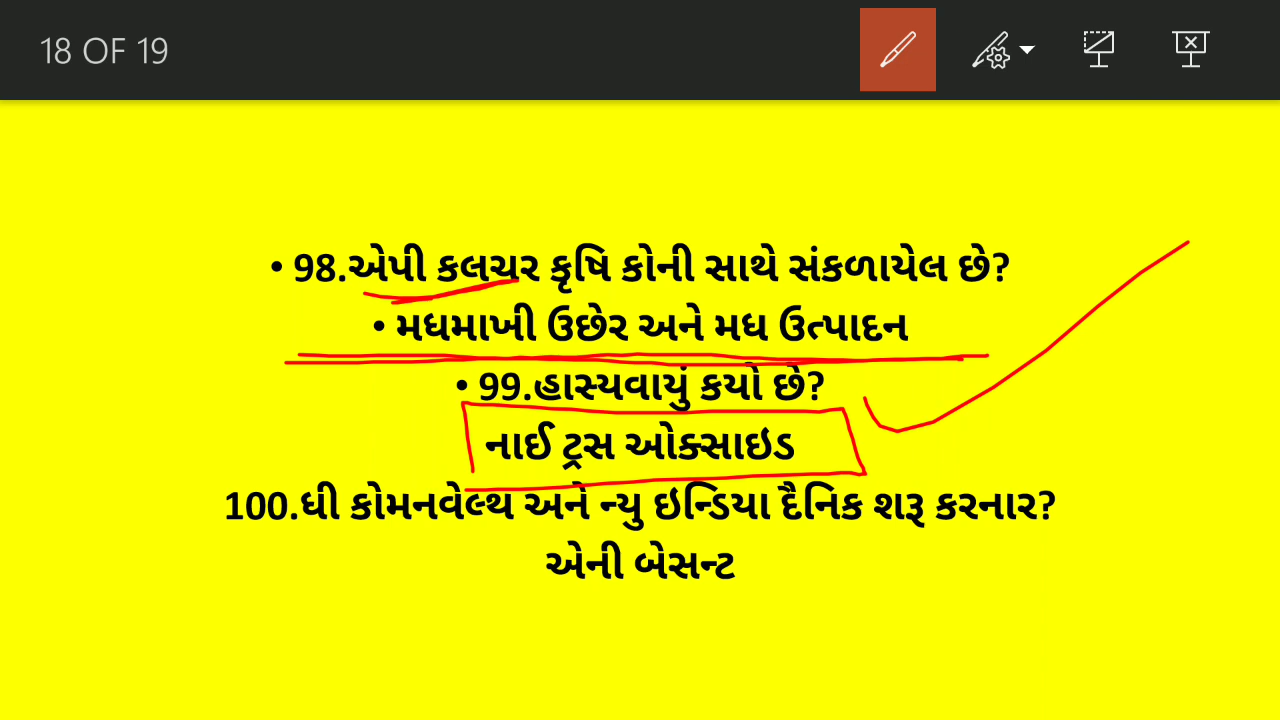 18 OF 19
• 98.એપી કલચર કૃષિ કોની સાથે સંકળાયેલ છે?
• મધમાખી ઉછેર અને મધ ઉત્પાદન
• 99.હાસ્યવાયું કયો છે?
નાઈ ટ્રસ ઓક્સાઇડ
100.ધી કોમનવેલ્થ અને ન્યુ ઇન્ડિયા દૈનિક શરૂ કરનાર?
એની બેસન્ટ